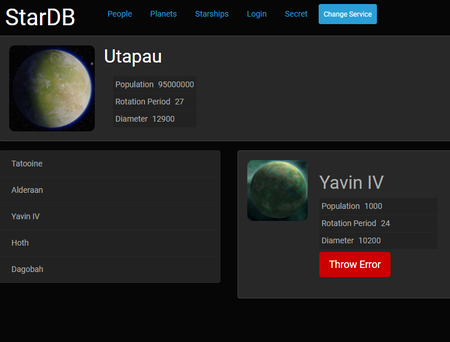 StarDB People Planets Starships Login Secret Change Service
Utapau
Population 95000000
Rotation Period 27
Diameter 12900
Tatooine
Alderaan
Yavin IV
Hoth
Dagobah
Yavin IV
Population 1000
Rotation Period 24
Diameter 10200
Throw Error